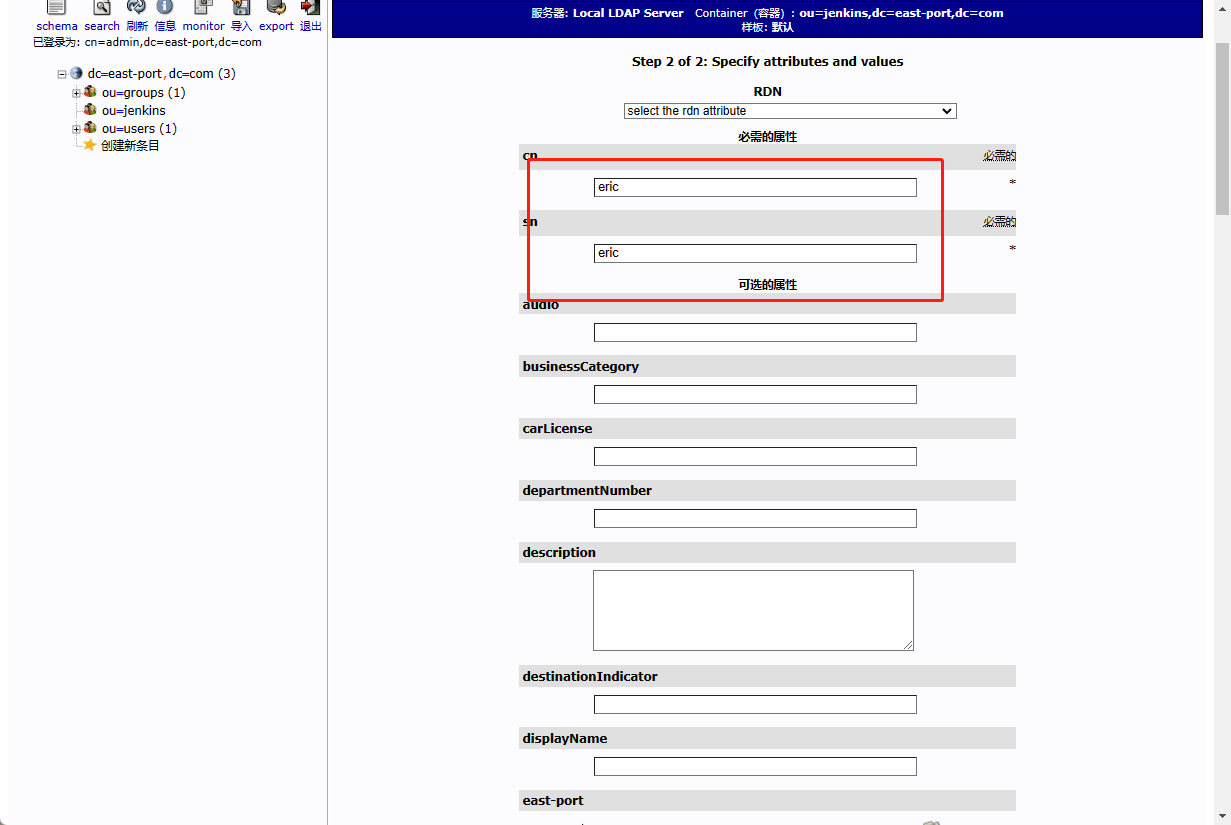 schema search 刷新 信息 monitor 导入 export 退出
已登录为: cn=admin,dc=east-port,dc=com
dc=east-port,dc=com (3)
ou=groups (1)
ou=jenkins
ou=users (1)
创建新条目
服务器: Local LDAP Server Container (容器) : ou=jenkins,dc=east-port,dc=com
样板: 默认
Step 2 of 2: Specify attributes and values
RDN
select the rdn attribute
必需的属性
cn 必需的
eric *
sn 必需的
eric *
可选的属性
audio
businessCategory
carLicense
departmentNumber
description
destinationIndicator
displayName
east-port